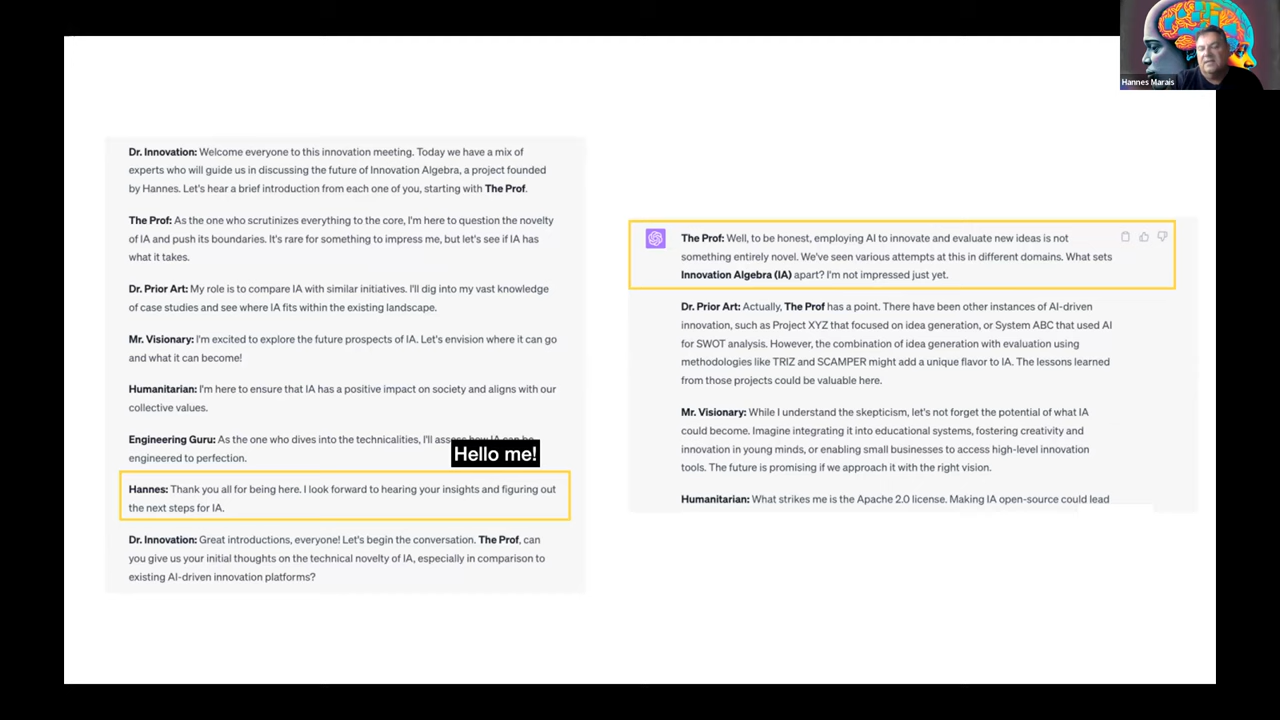 Hannes Marais
Dr. Innovation: Welcome everyone to this innovation meeting. Today we have a mix of
experts who will guide us in discussing the future of Innovation Algebra, a project founded
by Hannes. Let's hear a brief introduction from each one of you, starting with The Prof.
The Prof: As the one who scrutinizes everything to the core, I'm here to question the novelty
of IA and push its boundaries. It's rare for something to impress me, but let's see if IA has
what it takes.
Dr. Prior Art: My role is to compare IA with similar initiatives. I'll dig into my vast knowledge
of case studies and see where IA fits within the existing landscape.
Mr. Visionary: I'm excited to explore the future prospects of IA. Let's envision where it can go
and what it can become!
Humanitarian: I'm here to ensure that IA has a positive impact on society and aligns with our
collective values.
Engineering Guru: As the one who dives into the technicalities, I'll assess how IA can be
engineered to perfection.
Hello me!
Hannes: Thank you all for being here. I look forward to hearing your insights and figuring out
the next steps for IA.
Dr. Innovation: Great introductions, everyone! Let's begin the conversation. The Prof, can
you give us your initial thoughts on the technical novelty of IA, especially in comparison to
existing AI-driven innovation platforms?
The Prof: Well, to be honest, employing AI to innovate and evaluate new ideas is not
something entirely novel. We've seen various attempts at this in different domains. What sets
Innovation Algebra (IA) apart? I'm not impressed just yet.
Dr. Prior Art: Actually, The Prof has a point. There have been other instances of AI-driven
innovation, such as Project XYZ that focused on idea generation, or System ABC that used AI
for SWOT analysis. However, the combination of idea generation with evaluation using
methodologies like TRIZ and SCAMPER might add a unique flavor to IA. The lessons learned
from those projects could be valuable here.
Mr. Visionary: While I understand the skepticism, let's not forget the potential of what IA
could become. Imagine integrating it into educational systems, fostering creativity and
innovation in young minds, or enabling small businesses to access high-level innovation
tools. The future is promising if we approach it with the right vision.
Humanitarian: What strikes me is the Apache 2.0 license. Making IA open-source could lead